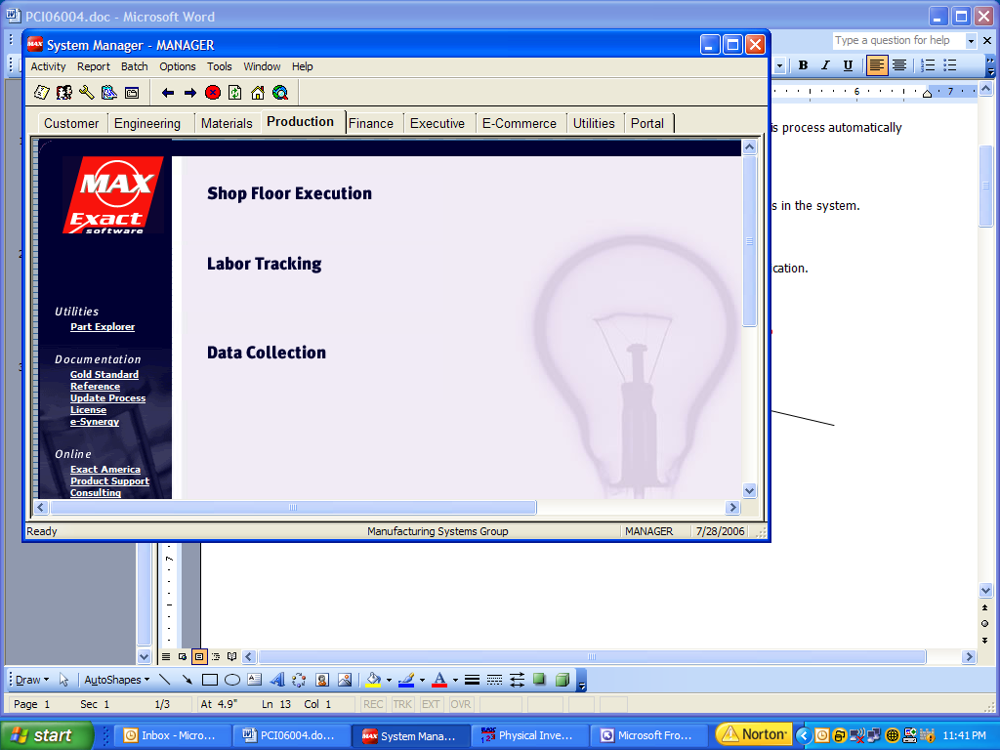 PCI06004.doc - Microsoft Word
Type a question for help
B I U
6 7
System Manager - MANAGER
Activity Report Batch Options Tools Window Help
Customer Engineering Materials Production Finance Executive E-Commerce Utilities Portal
MAX
Exact
software
Shop Floor Execution
Labor Tracking
Data Collection
Utilities
Part Explorer
Documentation
Gold Standard
Reference
Update Process
License
e-Synergy
Online
Exact America
Product Support
Consulting
Ready Manufacturing Systems Group MANAGER 7/28/2006
is process automatically
s in the system.
cation.
Draw AutoShapes
Page 1 Sec 1 1/3 At 4.9" Ln 13 Col 1 REC TRK EXT OVR
start Inbox - Micro... PCI06004.do... System Mana... Physical Inve... Microsoft Fro... Norton 11:41 PM